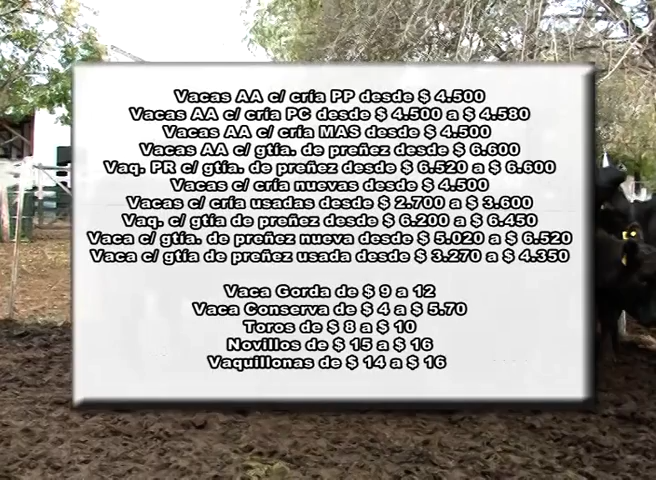 Vacas AA c/ cría PP desde $ 4.500
Vacas AA c/ cría PC desde $ 4.500 a $ 4.580
Vacas AA c/ cría MAS desde $ 4.500
Vacas AA c/ gtía. de preñez desde $ 6.600
Vaq. PR c/ gtía. de preñez desde $ 6.520 a $ 6.600
Vacas c/ cría nuevas desde $ 4.500
Vacas c/ cría usadas desde $ 2.700 a $ 3.600
Vaq. c/ gtía de preñez desde $ 6.200 a $ 6.450
Vaca c/ gtía. de preñez nueva desde $ 5.020 a $ 6.520
Vaca c/ gtía de preñez usada desde $ 3.270 a $ 4.350
Vaca Gorda de $ 9 a 12
Vaca Conserva de $ 4 a $ 5.70
Toros de $ 8 a $ 10
Novillos de $ 15 a $ 16
Vaquillonas de $ 14 a $ 16